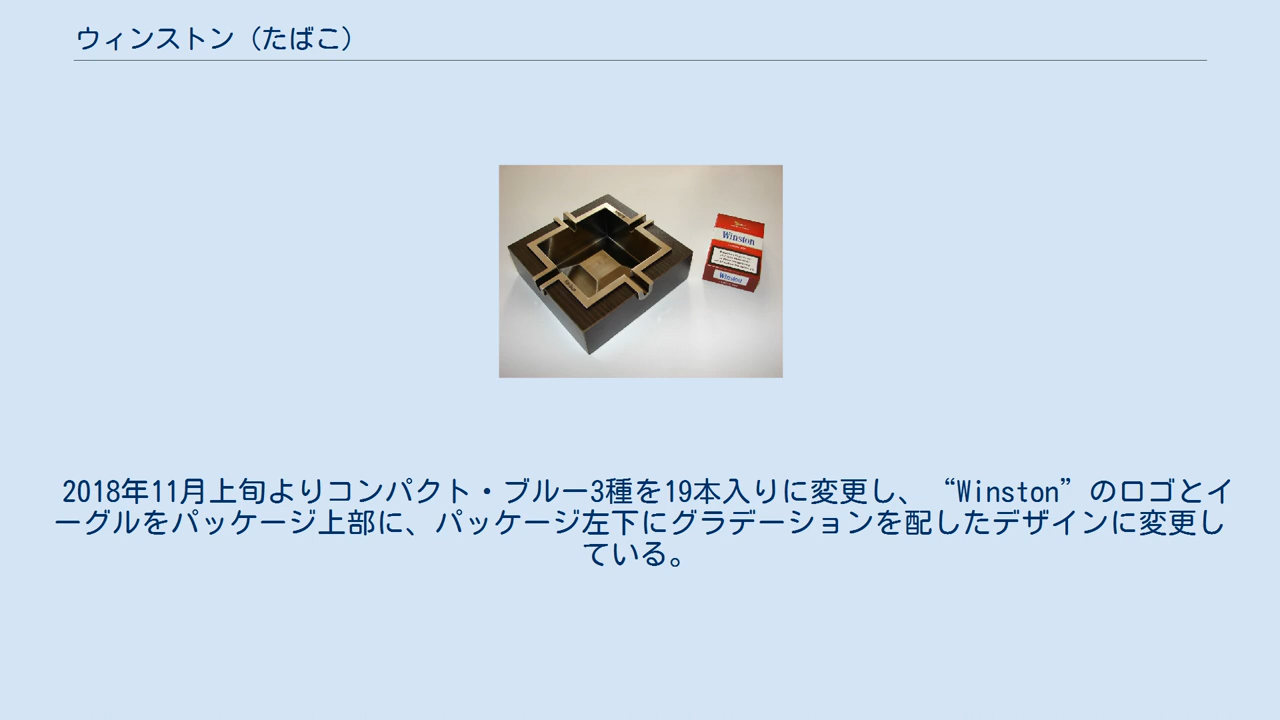 ウィンストン（たばこ）
Winston
Winston
2018年11月上旬よりコンパクト・ブルー3種を19本入りに変更し、“Winston”のロゴとイ
ーグルをパッケージ上部に、パッケージ左下にグラデーションを配したデザインに変更し
ている。